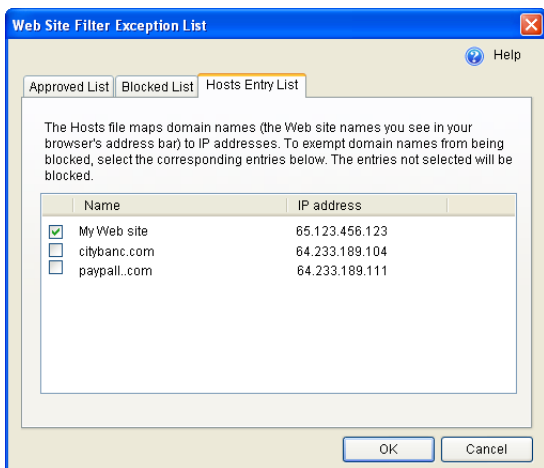 Web Site Filter Exception List
Help
Approved List Blocked List Hosts Entry List
The Hosts file maps domain names (the Web site names you see in your
browser's address bar) to IP addresses. To exempt domain names from being
blocked, select the corresponding entries below. The entries not selected will be
blocked.
Name IP address
My Web site 65.123.456.123
citybanc.com 64.233.189.104
paypall..com 64.233.189.111
OK Cancel